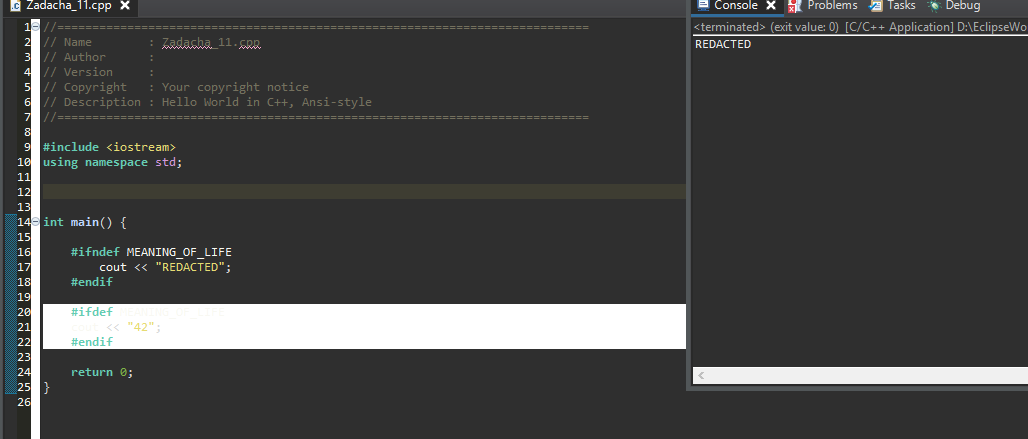 Zadacha_11.cpp
Console Problems Tasks Debug
<terminated> (exit value: 0) [C/C++ Application] D:\EclipseWo
REDACTED
1 //============================================================================
2 // Name        : Zadacha_11.cpp
3 // Author      :
4 // Version     :
5 // Copyright   : Your copyright notice
6 // Description : Hello World in C++, Ansi-style
7 //============================================================================
8
9 #include <iostream>
10 using namespace std;
11
12
13
14 int main() {
15
16     #ifndef MEANING_OF_LIFE
17         cout << "REDACTED";
18     #endif
19
20     #ifdef MEANING_OF_LIFE
21     cout << "42";
22     #endif
23
24     return 0;
25 }
26